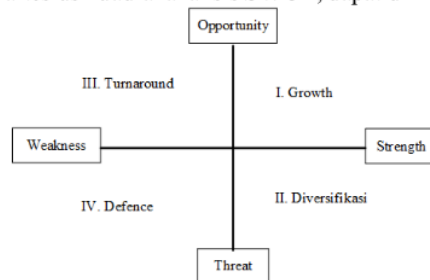 Opportunity
III. Turnaround
I. Growth
Weakness
Strength
IV. Defence
II. Diversifikasi
Threat